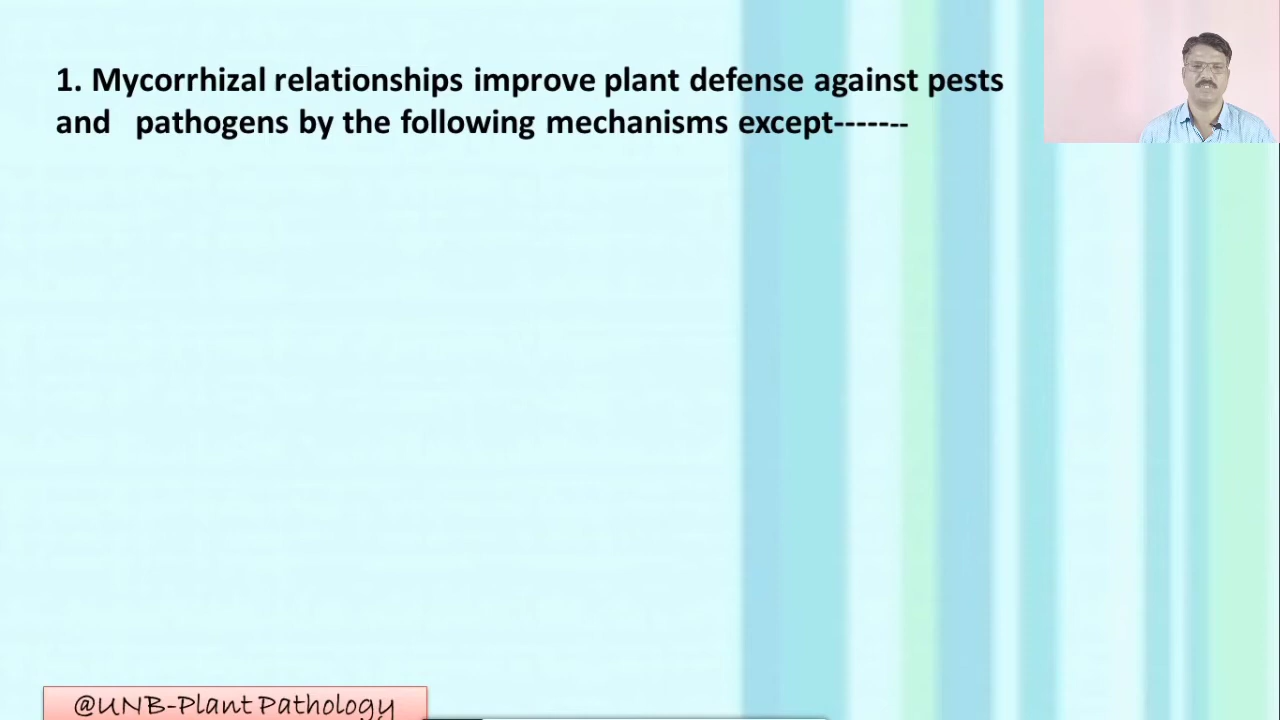 1. Mycorrhizal relationships improve plant defense against pests
and pathogens by the following mechanisms except-------
@UNB-Plant Pathology